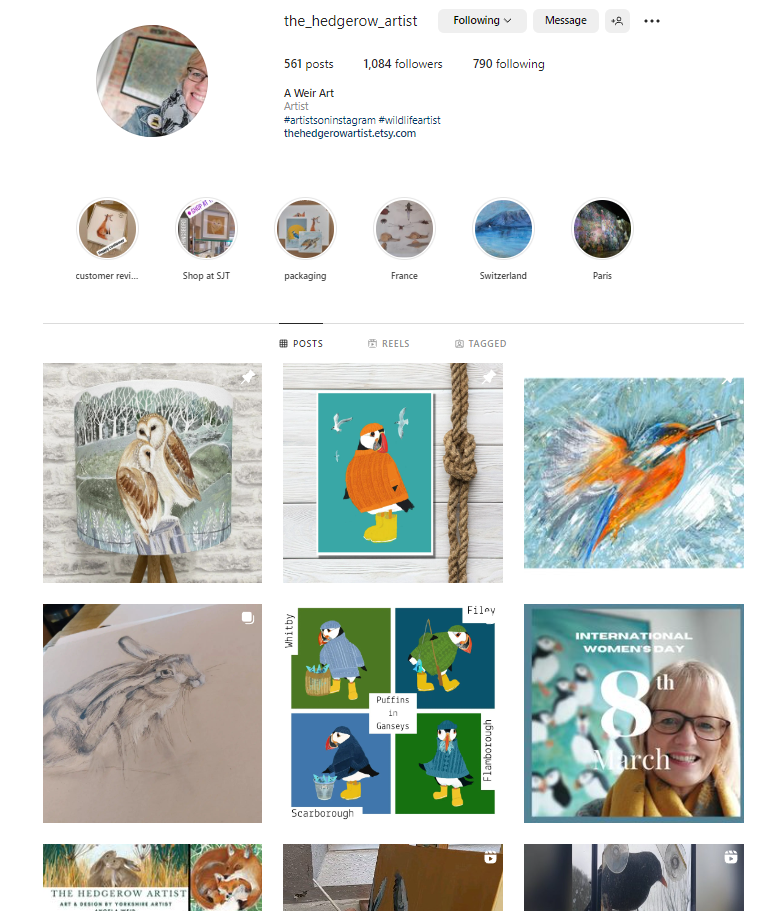 the_hedgerow_artist
Following
Message
561 posts
1,084 followers
790 following
A Weir Art
Artist
#artistsoninstagram #wildlifeartist
thehedgerowartist.etsy.com
SHOP AT
customer revi...
Shop at SJT
packaging
France
Switzerland
Paris
POSTS
REELS
TAGGED
Whitby
Filey
Puffins
in
Ganseys
Scarborough
Flamborough
INTERNATIONAL
WOMEN'S DAY
8th
March
THE HEDGEROW ARTIST
ART & DESIGN BY YORKSHIRE ARTIST